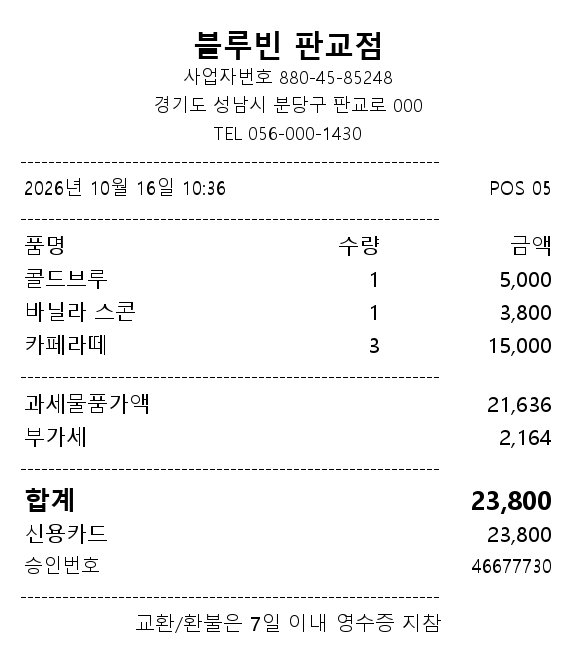 블루빈 판교점
사업자번호 880-45-85248
경기도 성남시 분당구 판교로 000
TEL 056-000-1430
2026년 10월 16일 10:36 POS 05
품명 수량 금액
콜드브루 1 5,000
바닐라 스콘 1 3,800
카페라떼 3 15,000
과세물품가액 21,636
부가세 2,164
합계 23,800
신용카드 23,800
승인번호 46677730
교환/환불은 7일 이내 영수증 지참